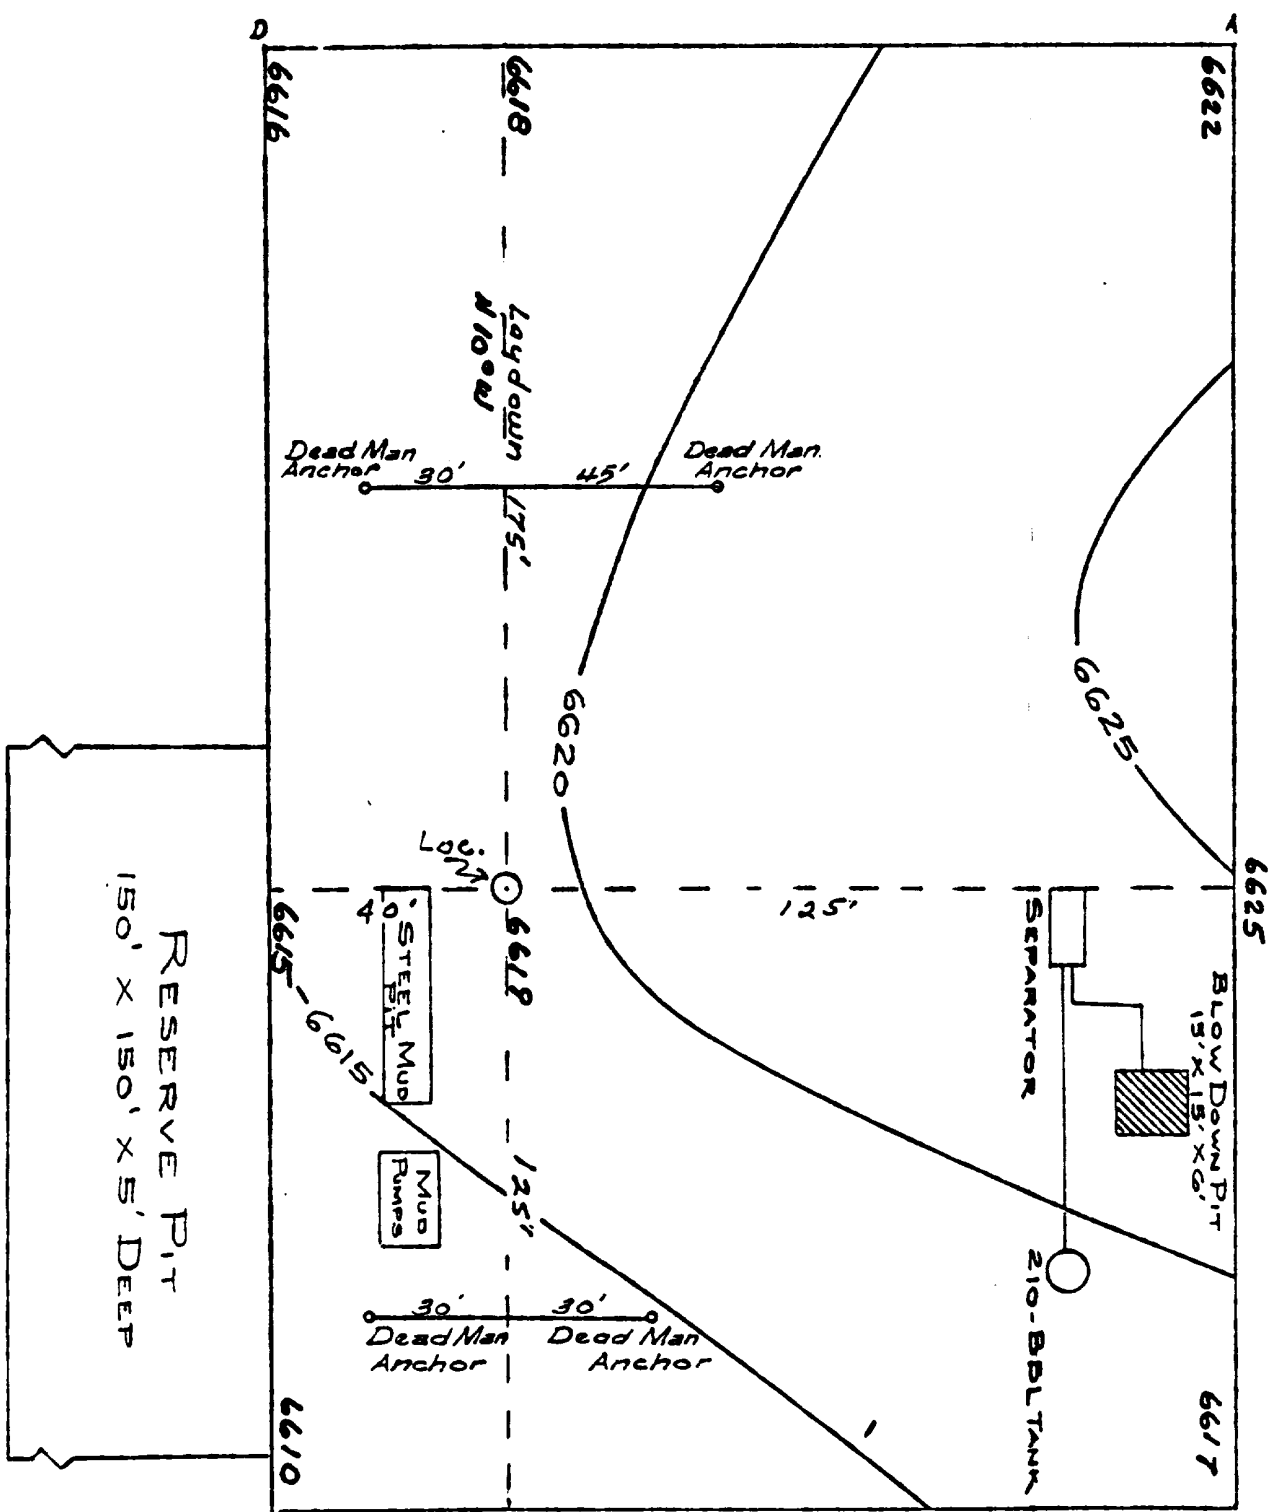 D
A
6616
6618
6622
Laydown
N10°W
175'
Dead Man
Anchor
30'
45'
Dead Man
Anchor
6625
6620
Loc.
6625
40'
125'
6615
6615
STEEL MUD
PIT
SEPARATOR
BLOW DOWN PIT
15' X 15' X 6'
MUD
PUMPS
125'
RESERVE PIT
150' X 150' X 5' DEEP
210-BBL TANK
30'
30'
Dead Man
Anchor
Dead Man
Anchor
6610
6617